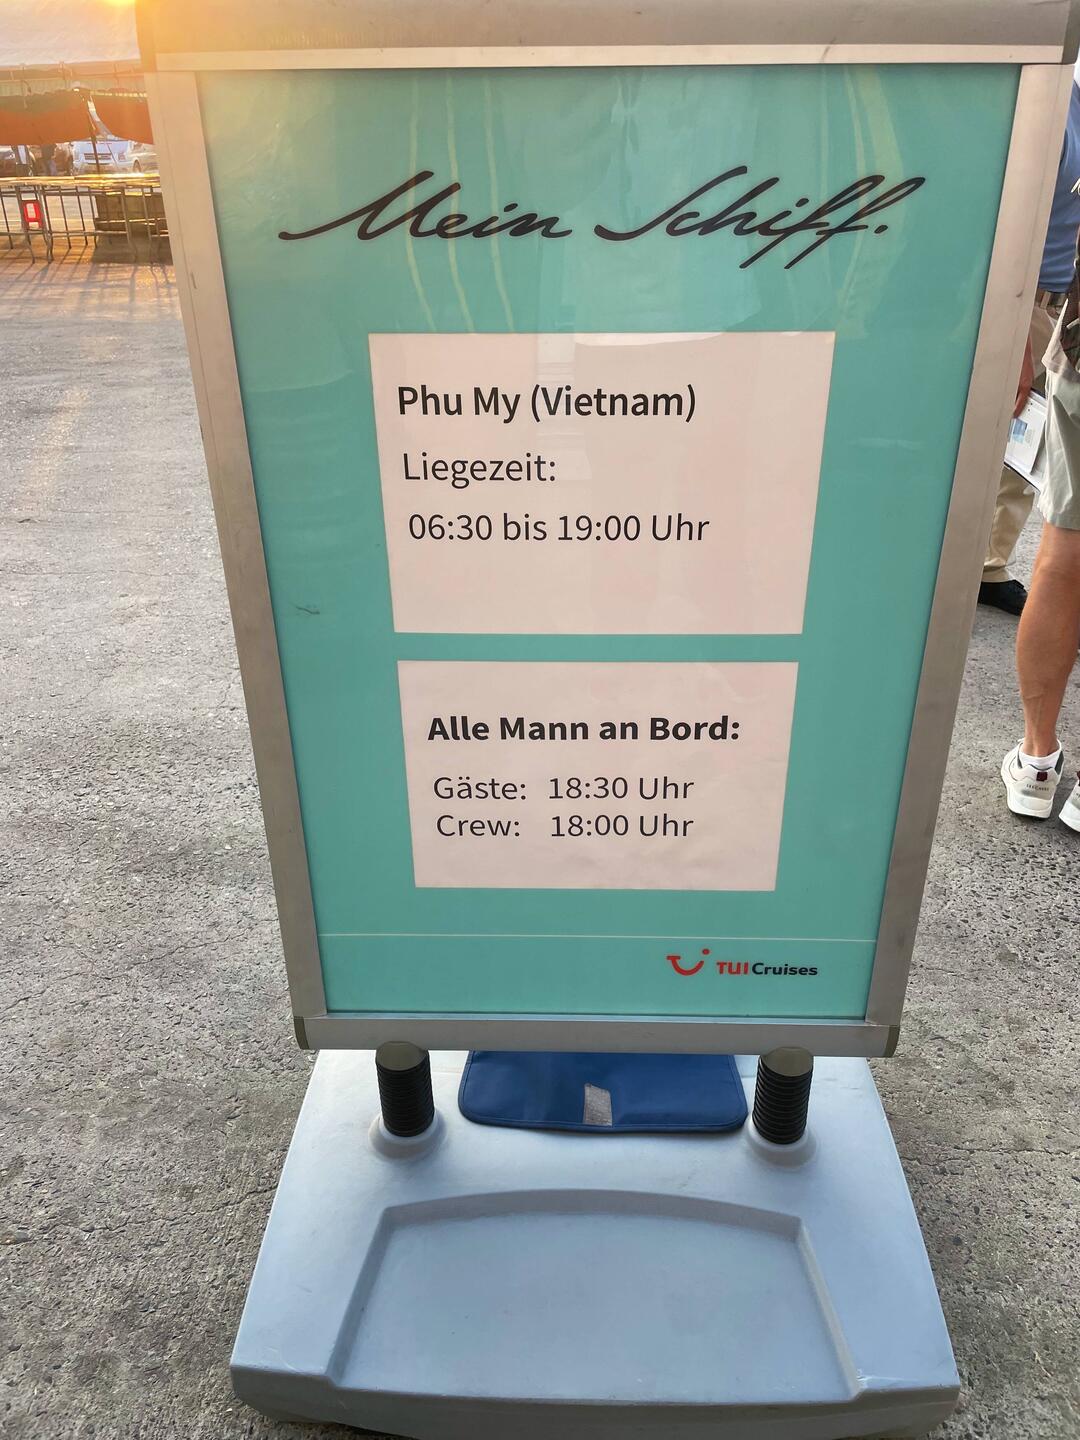 Mein Schiff.
Phu My (Vietnam)
Liegezeit:
06:30 bis 19:00 Uhr
Alle Mann an Bord:
Gäste: 18:30 Uhr
Crew: 18:00 Uhr
TUI Cruises